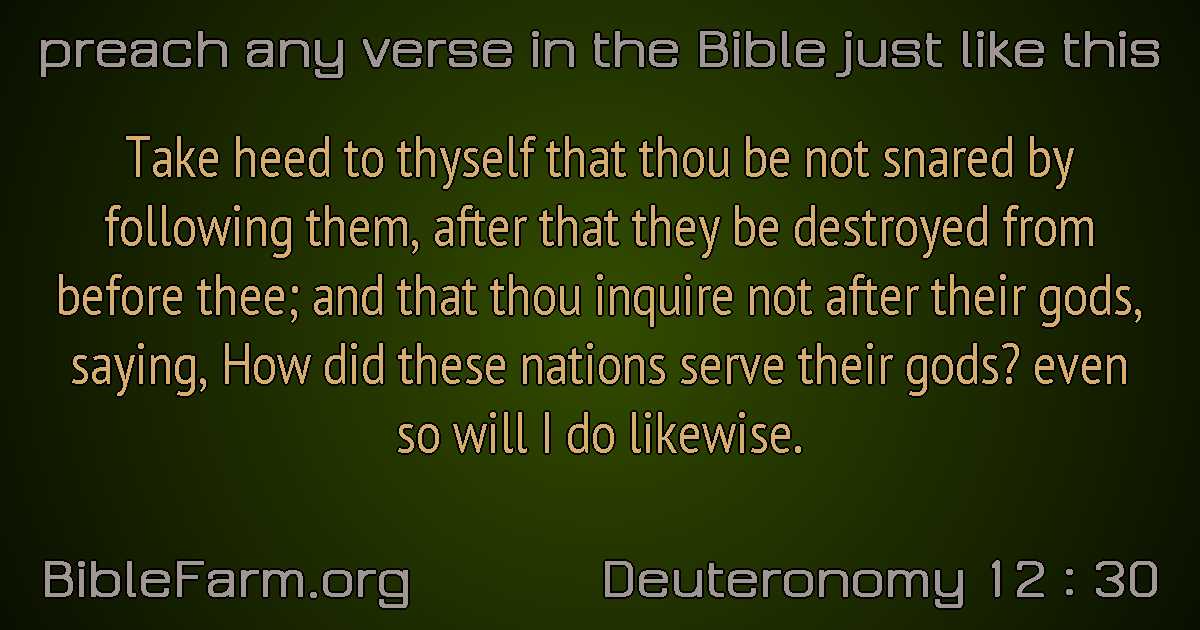 preach any verse in the Bible just like this
Take heed to thyself that thou be not snared by
following them, after that they be destroyed from
before thee; and that thou inquire not after their gods,
saying, How did these nations serve their gods? even
so will I do likewise.
BibleFarm.org
Deuteronomy 12 : 30